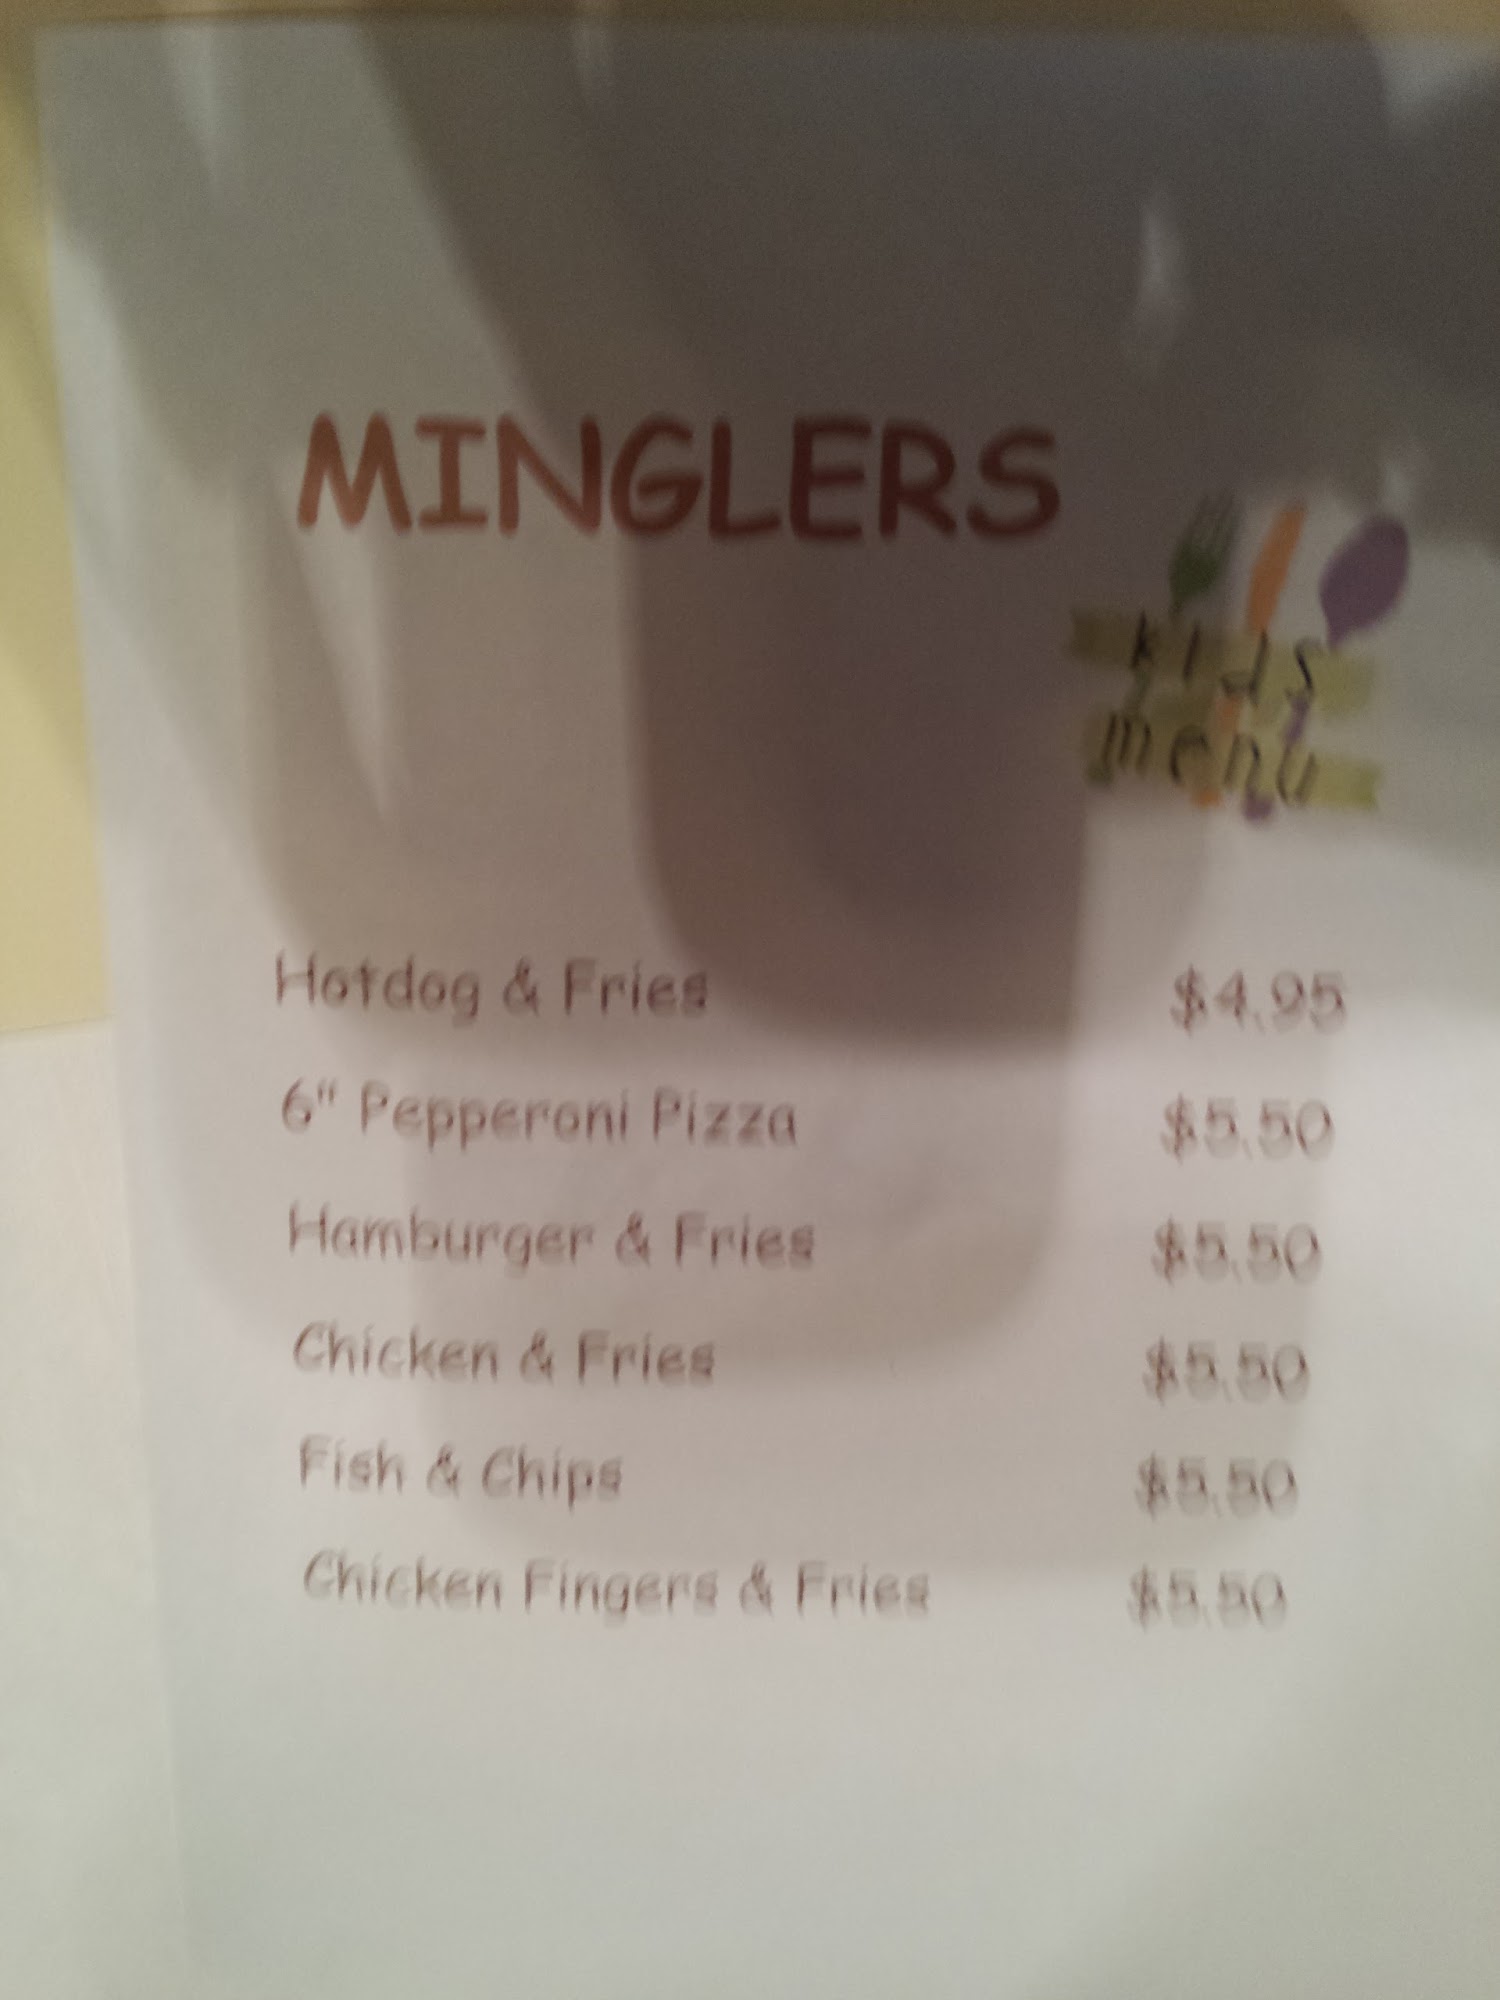 MINGLERS
kids
menu
Hotdog & Fries $4.95
6" Pepperoni Pizza $5.50
Hamburger & Fries $5.50
Chicken & Fries $5.50
Fish & Chips $5.50
Chicken Fingers & Fries $5.50